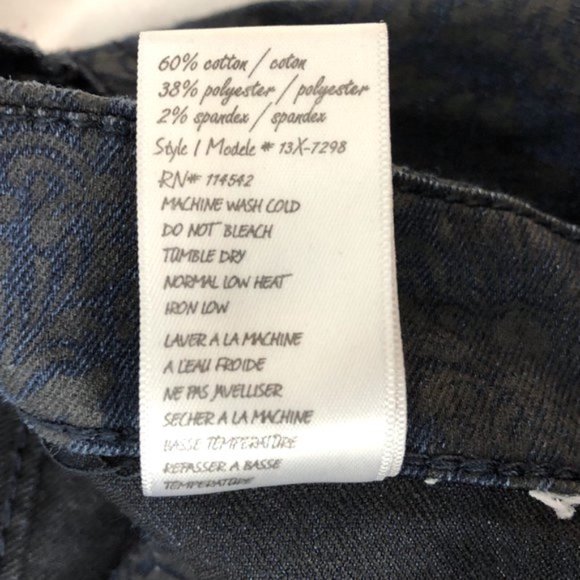 60% cotton / coton
38% polyester / polyester
2% spandex / spandex
Style / Modele # 13X-7298
RN# 114542
MACHINE WASH COLD
DO NOT BLEACH
TUMBLE DRY
NORMAL LOW HEAT
IRON LOW
LAVER A LA MACHINE
A L'EAU FROIDE
NE PAS JAVELLISER
SECHER A LA MACHINE
BASSE TEMPERATURE
REPASSER A BASSE
TEMPERATURE